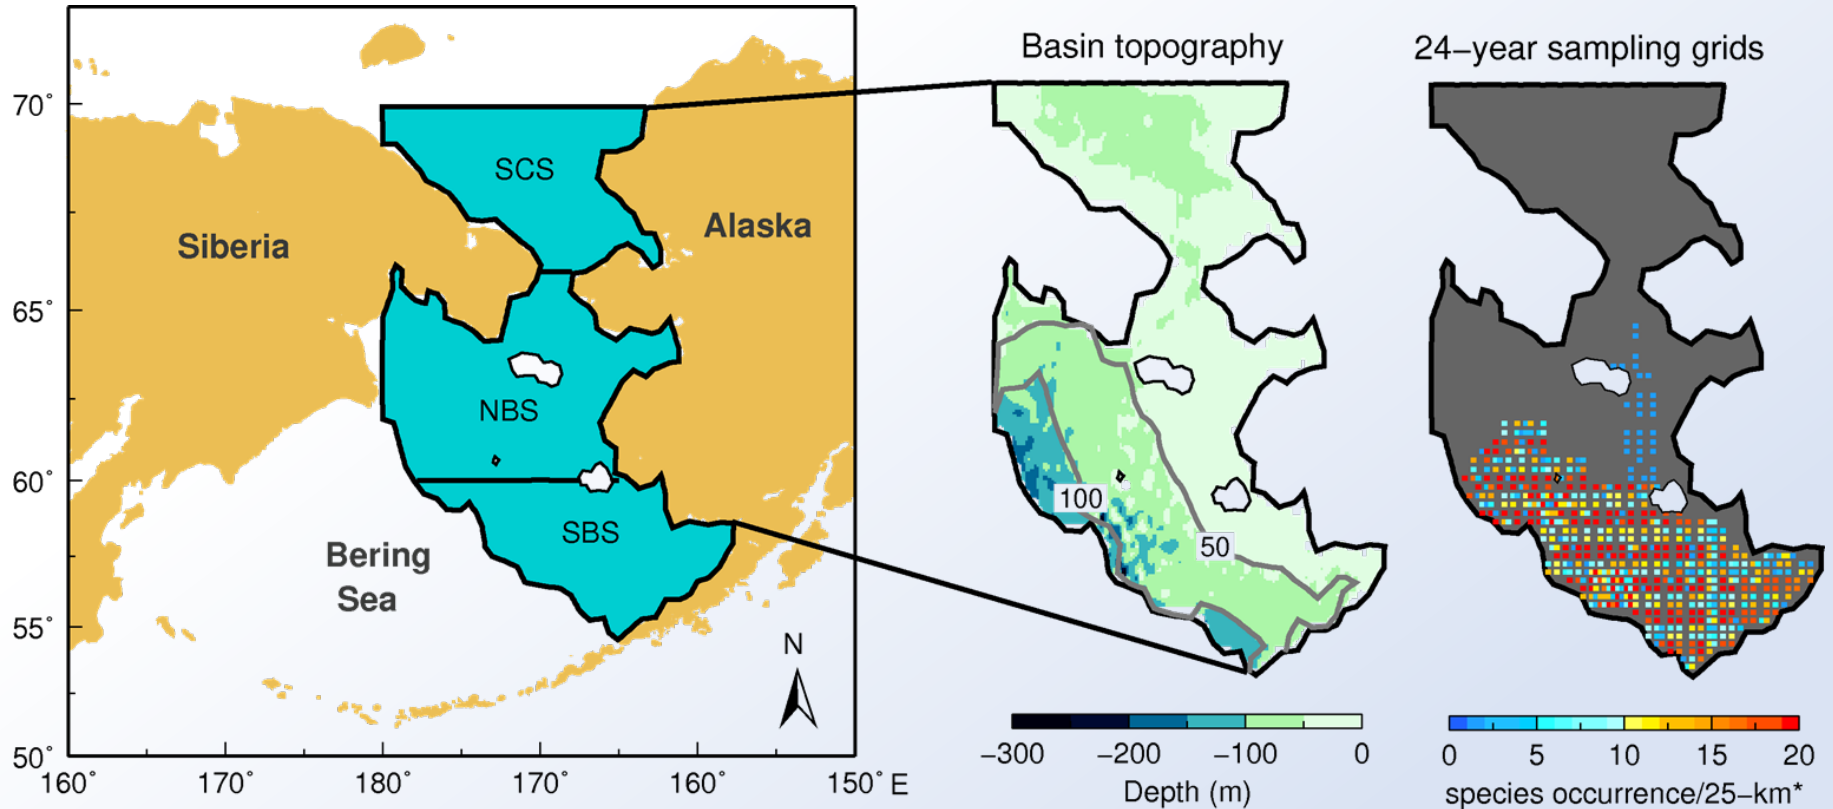 Basin topography
24−year sampling grids
70°
65°
60°
55°
50°
160°
170°
180°
170°
160°
150° E
SCS
Siberia
Alaska
NBS
SBS
Bering
Sea
N
100
50
−300
−200
−100
0
Depth (m)
0
5
10
15
20
species occurrence/25−km*